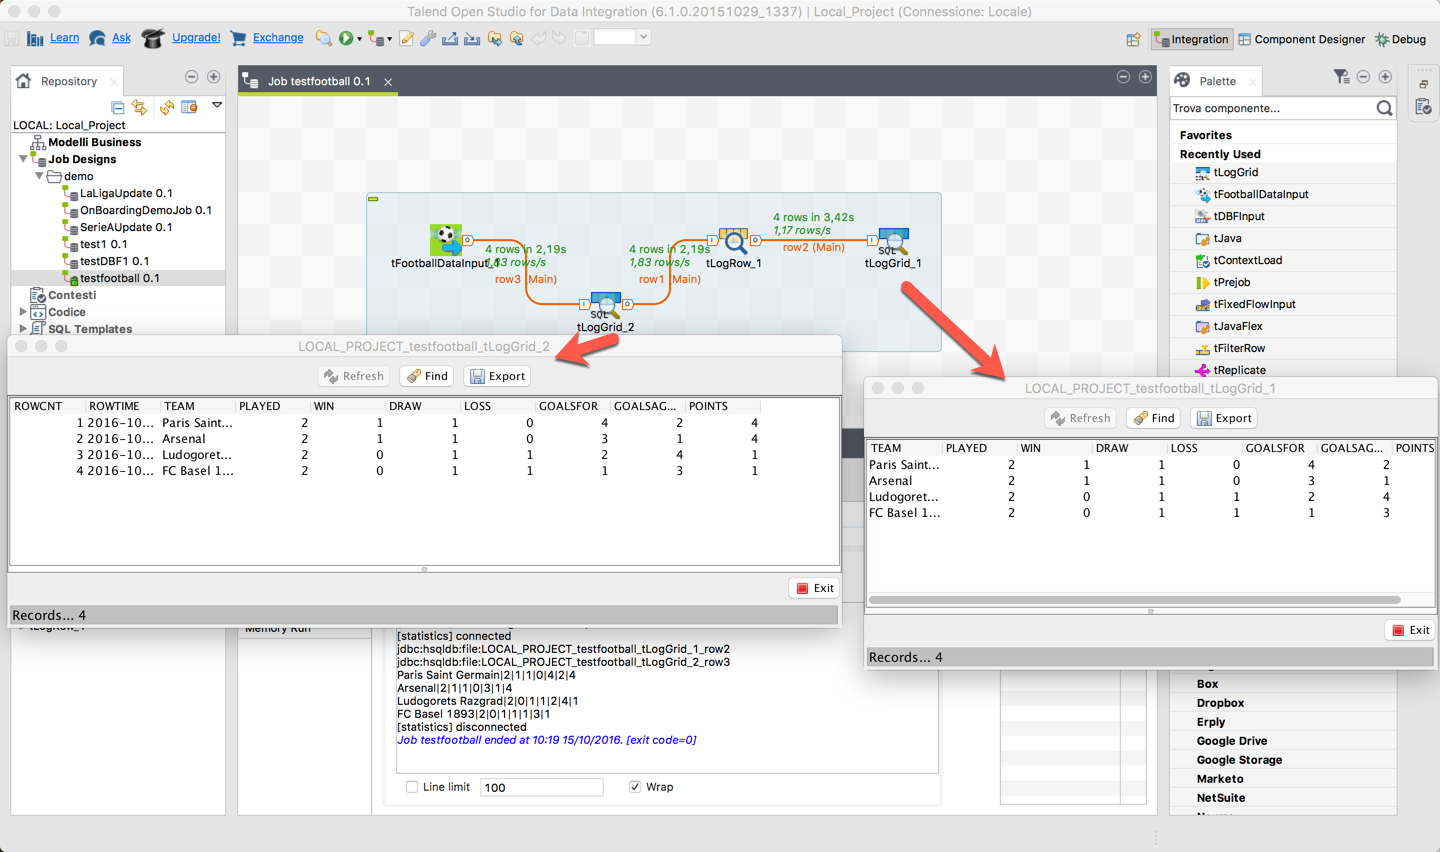 Talend Open Studio for Data Integration (6.1.0.20151029_1337) | Local_Project (Connessione: Locale)
Learn Ask Upgrade! Exchange Integration Component Designer Debug
Repository
LOCAL: Local_Project
Modelli Business
Job Designs
demo
LaLigaUpdate 0.1
OnBoardingDemoJob 0.1
SerieAUpdate 0.1
test1 0.1
testDBF1 0.1
testfootball 0.1
Contesti
Codice
SQL Templates
Job testfootball 0.1
4 rows in 3,42s
1,17 rows/s
row2 (Main)
4 rows in 2,19s
rows/s
row3 (Main)
4 rows in 2,19s
1,83 rows/s
row1 (Main)
tFootballDataInput_1
tLogRow_1
SQL
tLogGrid_1
SQL
tLogGrid_2
Palette
Trova componente...
Favorites
Recently Used
tLogGrid
tFootballDataInput
tDBFInput
tJava
tContextLoad
tPrejob
tFixedFlowInput
tJavaFlex
tFilterRow
tReplicate
LOCAL_PROJECT_testfootball_tLogGrid_2
Refresh Find Export
ROWCNT ROWTIME TEAM PLAYED WIN DRAW LOSS GOALSFOR GOALSAG... POINTS
1 2016-10... Paris Saint... 2 1 1 0 4 2 4
2 2016-10... Arsenal 2 1 1 0 3 1 4
3 2016-10... Ludogoret... 2 0 1 1 2 4 1
4 2016-10... FC Basel 1... 2 0 1 1 1 3 1
Exit
Records... 4
LOCAL_PROJECT_testfootball_tLogGrid_1
Refresh Find Export
TEAM PLAYED WIN DRAW LOSS GOALSFOR GOALSAG... POINTS
Paris Saint... 2 1 1 0 4 2
Arsenal 2 1 1 0 3 1
Ludogoret... 2 0 1 1 2 4
FC Basel 1... 2 0 1 1 1 3
Exit
Records... 4
tLogRow_1
Memory Run
[statistics] connected
jdbc:hsqldb:file:LOCAL_PROJECT_testfootball_tLogGrid_1_row2
jdbc:hsqldb:file:LOCAL_PROJECT_testfootball_tLogGrid_2_row3
Paris Saint Germain|2|1|1|0|4|2|4
Arsenal|2|1|1|0|3|1|4
Ludogorets Razgrad|2|0|1|1|2|4|1
FC Basel 1893|2|0|1|1|1|3|1
[statistics] disconnected
Job testfootball ended at 10:19 15/10/2016. [exit code=0]
Line limit 100 Wrap
Box
Dropbox
Erply
Google Drive
Google Storage
Marketo
NetSuite